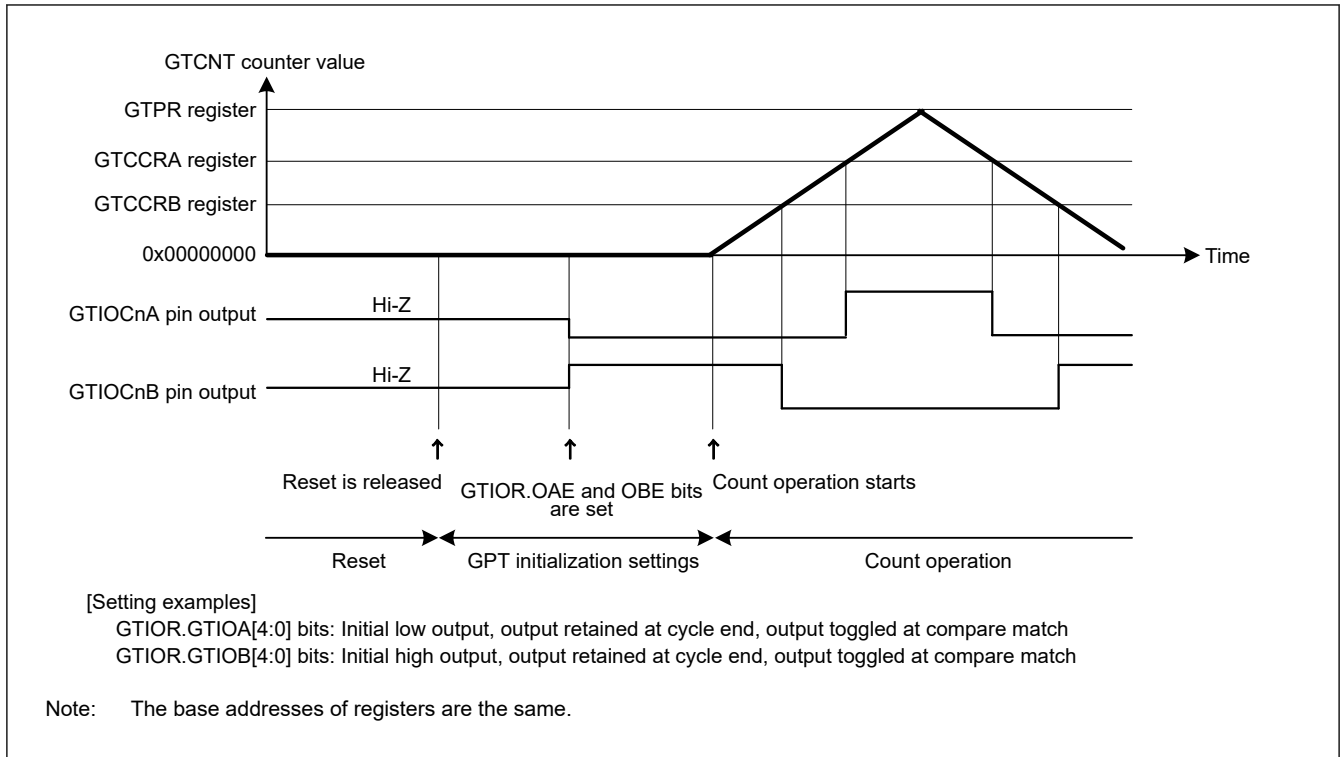 GTCNT counter value
GTPR register
GTCCRA register
GTCCRB register
0x00000000
Time
GTIOCnA pin output
Hi-Z
GTIOCnB pin output
Hi-Z
Reset is released
GTIOR.OAE and OBE bits
are set
Count operation starts
Reset
GPT initialization settings
Count operation
[Setting examples]
GTIOR.GTIOA[4:0] bits: Initial low output, output retained at cycle end, output toggled at compare match
GTIOR.GTIOB[4:0] bits: Initial high output, output retained at cycle end, output toggled at compare match
Note: The base addresses of registers are the same.